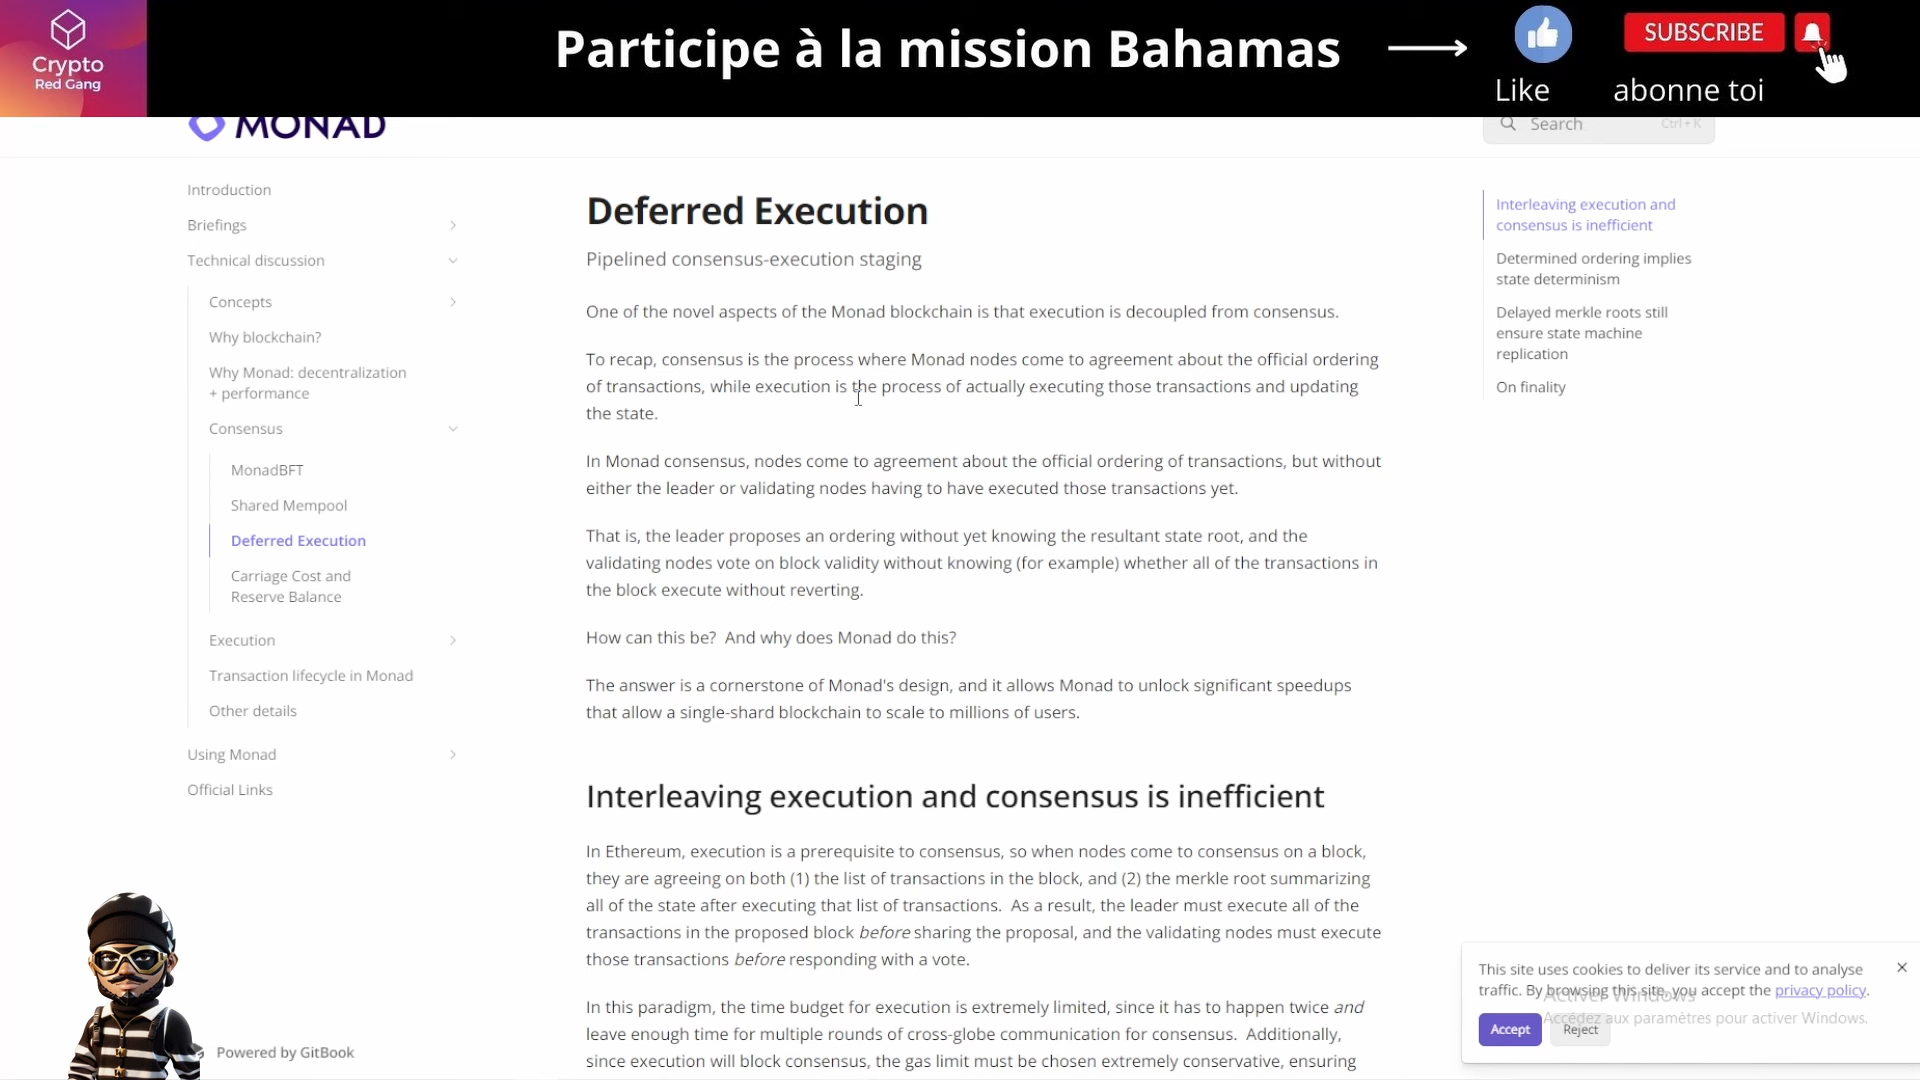 Crypto
Red Gang
Participe à la mission Bahamas
Like
SUBSCRIBE
abonne toi
MONAD
Search
Ctrl + K
Introduction
Briefings
Technical discussion
Concepts
Why blockchain?
Why Monad: decentralization
+ performance
Consensus
MonadBFT
Shared Mempool
Deferred Execution
Carriage Cost and
Reserve Balance
Execution
Transaction lifecycle in Monad
Other details
Using Monad
Official Links
Powered by GitBook
Deferred Execution
Pipelined consensus-execution staging
One of the novel aspects of the Monad blockchain is that execution is decoupled from consensus.
To recap, consensus is the process where Monad nodes come to agreement about the official ordering
of transactions, while execution is the process of actually executing those transactions and updating
the state.
In Monad consensus, nodes come to agreement about the official ordering of transactions, but without
either the leader or validating nodes having to have executed those transactions yet.
That is, the leader proposes an ordering without yet knowing the resultant state root, and the
validating nodes vote on block validity without knowing (for example) whether all of the transactions in
the block execute without reverting.
How can this be? And why does Monad do this?
The answer is a cornerstone of Monad's design, and it allows Monad to unlock significant speedups
that allow a single-shard blockchain to scale to millions of users.
Interleaving execution and consensus is inefficient
In Ethereum, execution is a prerequisite to consensus, so when nodes come to consensus on a block,
they are agreeing on both (1) the list of transactions in the block, and (2) the merkle root summarizing
all of the state after executing that list of transactions. As a result, the leader must execute all of the
transactions in the proposed block before sharing the proposal, and the validating nodes must execute
those transactions before responding with a vote.
In this paradigm, the time budget for execution is extremely limited, since it has to happen twice and
leave enough time for multiple rounds of cross-globe communication for consensus. Additionally,
since execution will block consensus, the gas limit must be chosen extremely conservative, ensuring
Interleaving execution and
consensus is inefficient
Determined ordering implies
state determinism
Delayed merkle roots still
ensure state machine
replication
On finality
This site uses cookies to deliver its service and to analyse
traffic. By browsing this site, you accept the privacy policy.
Activer Windows
Accédez aux paramètres pour activer Windows.
Accept
Reject